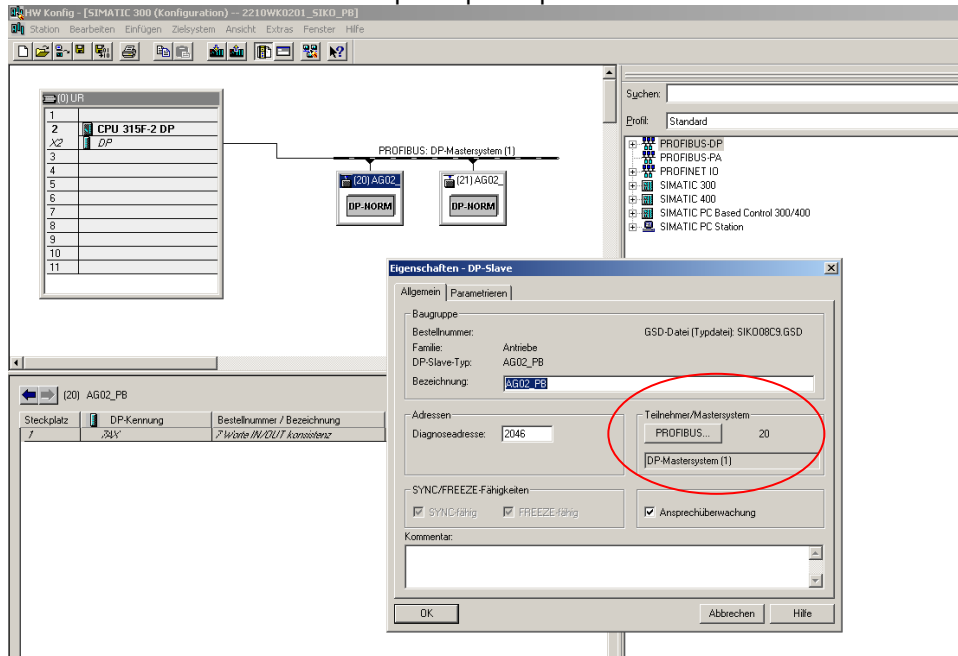 HW Konfig - [SIMATIC 300 (Konfiguration) -- 2210WK0201_SIKO_PB]
Station Bearbeiten Einfügen Zielsystem Ansicht Extras Fenster Hilfe
(0) UR
1
2 CPU 315F-2 DP
X2 DP
3
4
5
6
7
8
9
10
11
PROFIBUS: DP-Mastersystem (1)
(20) AG02_ (21) AG02_
DP-NORM DP-NORM
Suchen:
Profil: Standard
PROFIBUS-DP
PROFIBUS-PA
PROFINET IO
SIMATIC 300
SIMATIC 400
SIMATIC PC Based Control 300/400
SIMATIC PC Station
(20) AG02_PB
Steckplatz DP-Kennung Bestellnummer / Bezeichnung
1 7AX 7 Worte IN/OUT konsistenz
Eigenschaften - DP-Slave
Allgemein Parametrieren
Baugruppe
Bestellnummer: GSD-Datei (Typdatei): SIKO08C9.GSD
Familie: Antriebe
DP-Slave-Typ: AG02_PB
Bezeichnung: AG02_PB
Adressen
Diagnoseadresse: 2046
Teilnehmer/Mastersystem
PROFIBUS... 20
DP-Mastersystem (1)
SYNC/FREEZE-Fähigkeiten
SYNC-fähig FREEZE-fähig
Ansprechüberwachung
Kommentar:
OK Abbrechen Hilfe